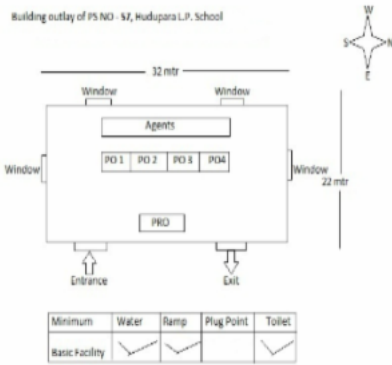 Building outlay of PS NO - 57, Hudupara L.P. School
W
S N
E
32 mtr
Window Window
Agents
PO 1 PO 2 PO 3 PO4
Window Window
22 mtr
PRO
Entrance Exit
Minimum Water Ramp Plug Point Toilet
Basic Facility